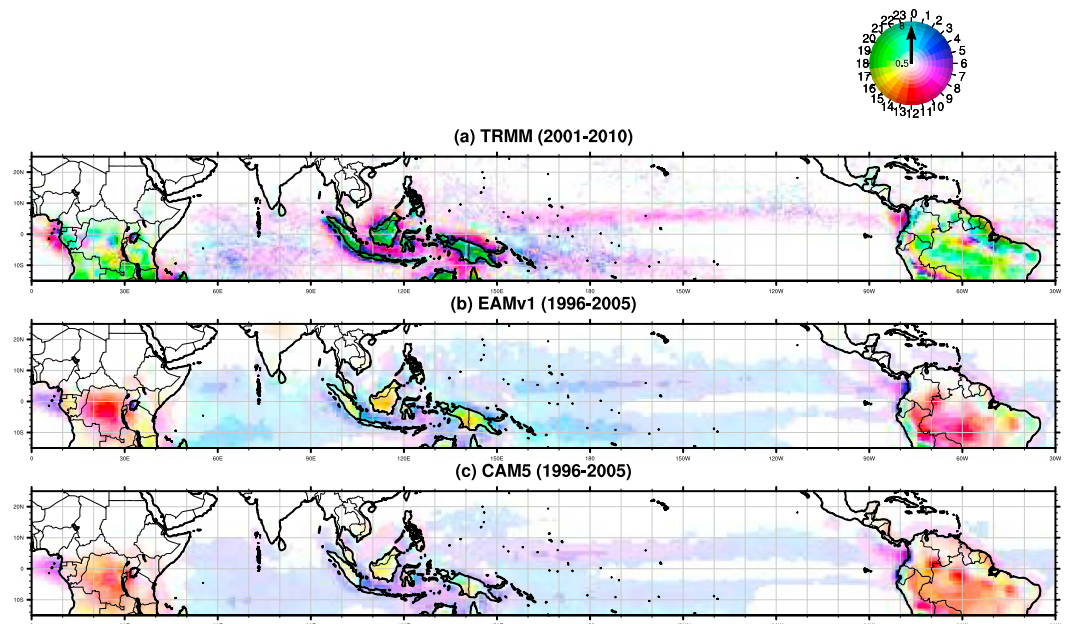 22 23 0 1 2
21 8 3
20 4
19 5
18 0.5 6
17 7
16 8
15 9
14 13 12 11 10
(a) TRMM (2001-2010)
20N
10N
0
10S
0 30E 60E 90E 120E 150E 180 150W 120W 90W 60W 30W
(b) EAMv1 (1996-2005)
20N
10N
0
10S
0 30E 60E 90E 120E 150E 180 150W 120W 90W 60W 30W
(c) CAM5 (1996-2005)
20N
10N
0
10S